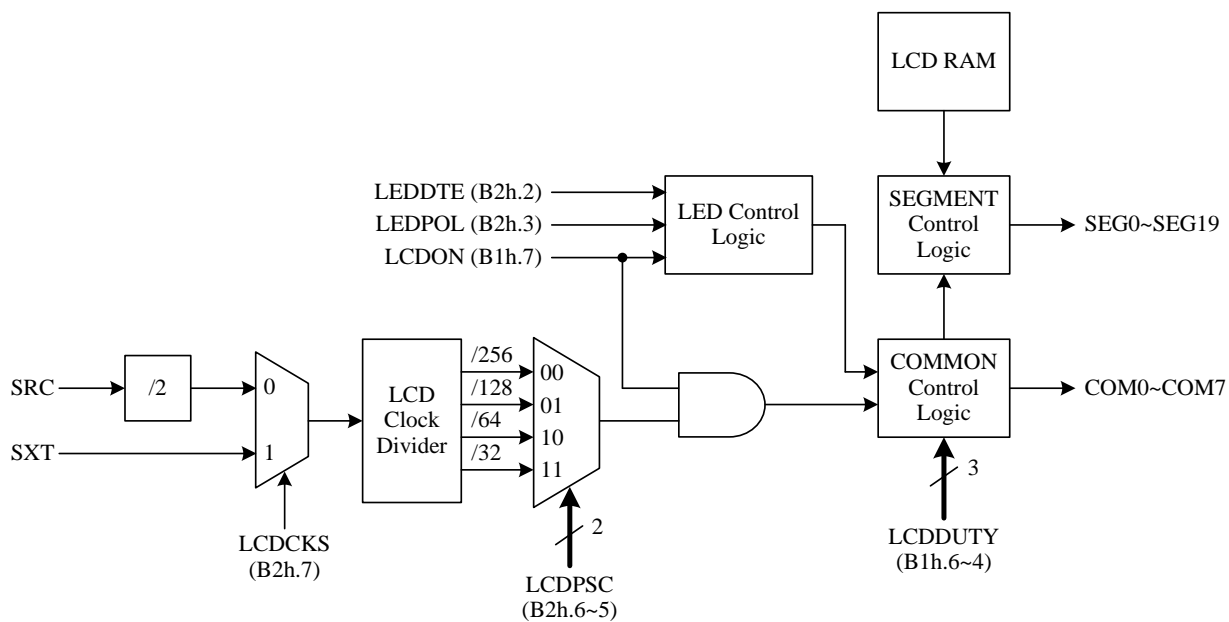 LCD RAM
LEDDTE (B2h.2)
LEDPOL (B2h.3)
LCDON (B1h.7)
LED Control
Logic
SEGMENT
Control
Logic
SEG0~SEG19
SRC
/2
0
SXT
1
LCDCKS
(B2h.7)
LCD
Clock
Divider
/256
/128
/64
/32
00
01
10
11
2
LCDPSC
(B2h.6~5)
COMMON
Control
Logic
COM0~COM7
3
LCDDUTY
(B1h.6~4)